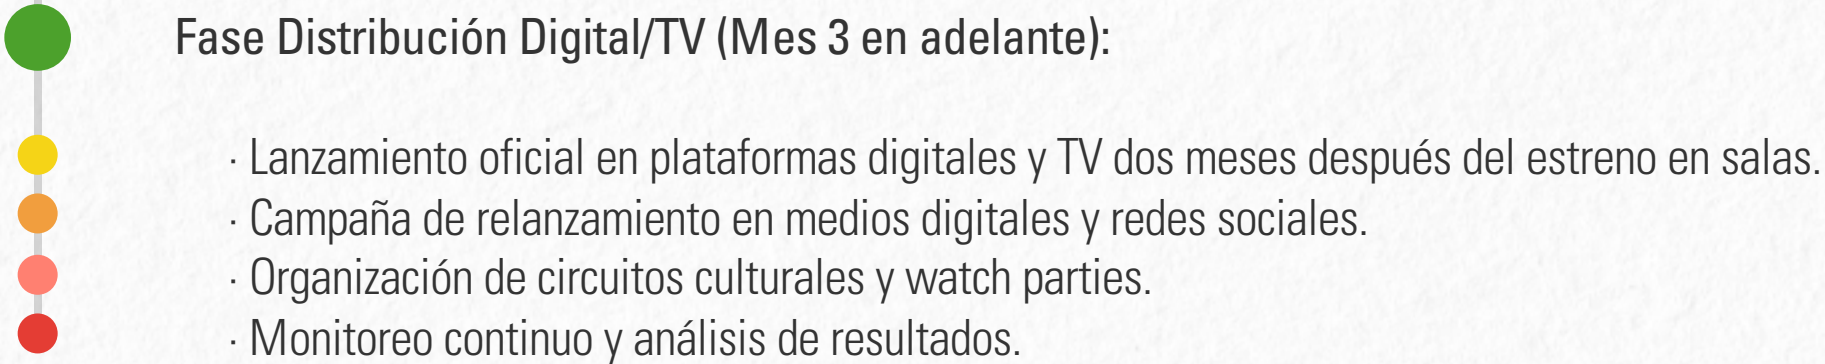 Fase Distribución Digital/TV (Mes 3 en adelante):
· Lanzamiento oficial en plataformas digitales y TV dos meses después del estreno en salas.
· Campaña de relanzamiento en medios digitales y redes sociales.
· Organización de circuitos culturales y watch parties.
· Monitoreo continuo y análisis de resultados.